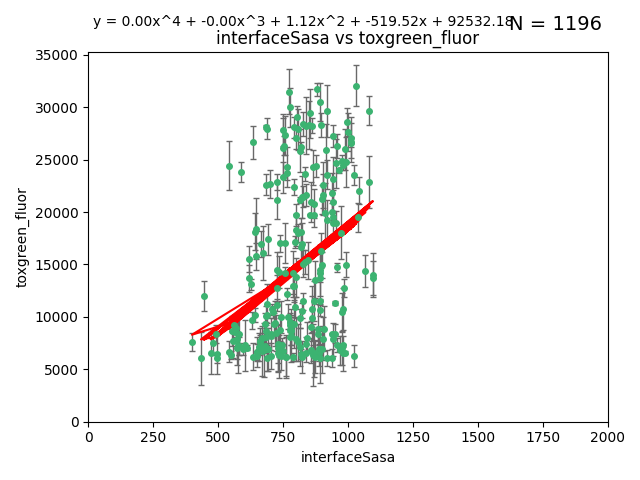 y = 0.00x^4 + -0.00x^3 + 1.12x^2 + -519.52x + 92532.18
N = 1196
interfaceSasa vs toxgreen_fluor
35000
30000
25000
20000
15000
10000
5000
0
toxgreen_fluor
0 250 500 750 1000 1250 1500 1750 2000
interfaceSasa